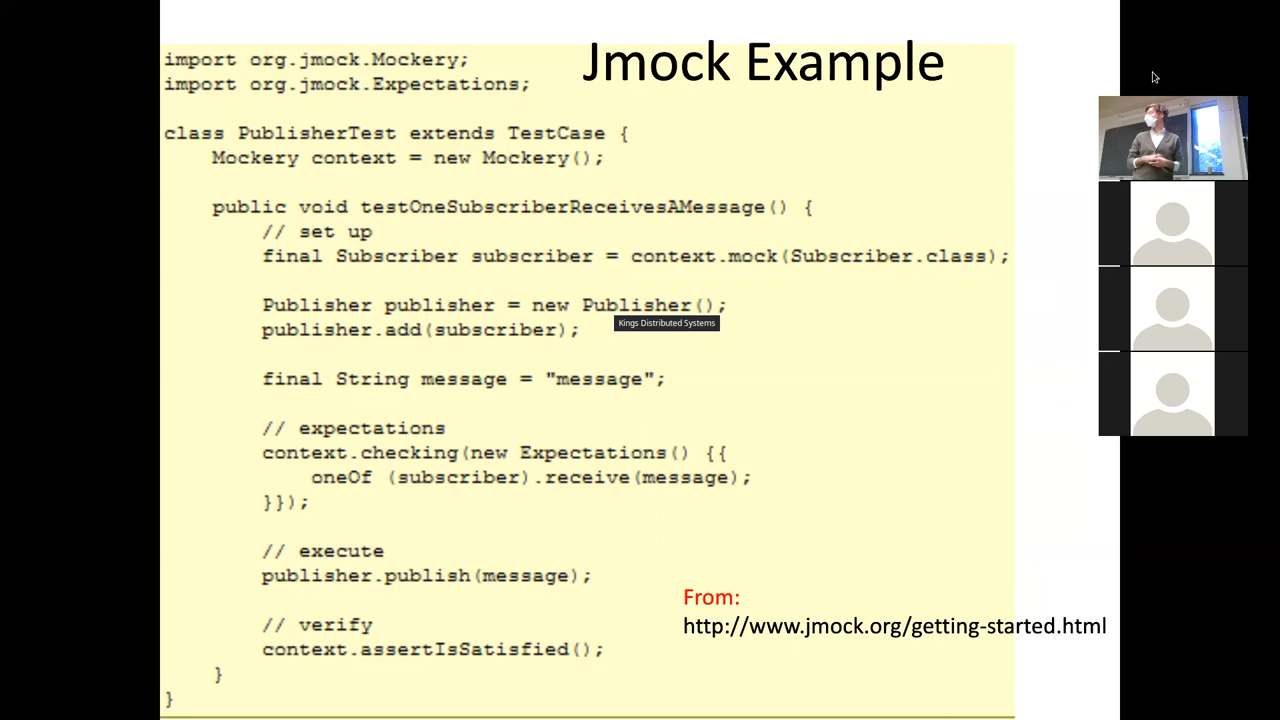 Jmock Example
import org.jmock.Mockery;
import org.jmock.Expectations;
class PublisherTest extends TestCase {
Mockery context = new Mockery();
public void testOneSubscriberReceivesAMessage() {
// set up
final Subscriber subscriber = context.mock(Subscriber.class);
Publisher publisher = new Publisher();
Kings Distributed Systems
publisher.add(subscriber);
final String message = "message";
// expectations
context.checking(new Expectations() {{
oneOf (subscriber).receive(message);
}});
// execute
publisher.publish(message);
// verify
context.assertIsSatisfied();
}
}
From:
http://www.jmock.org/getting-started.html